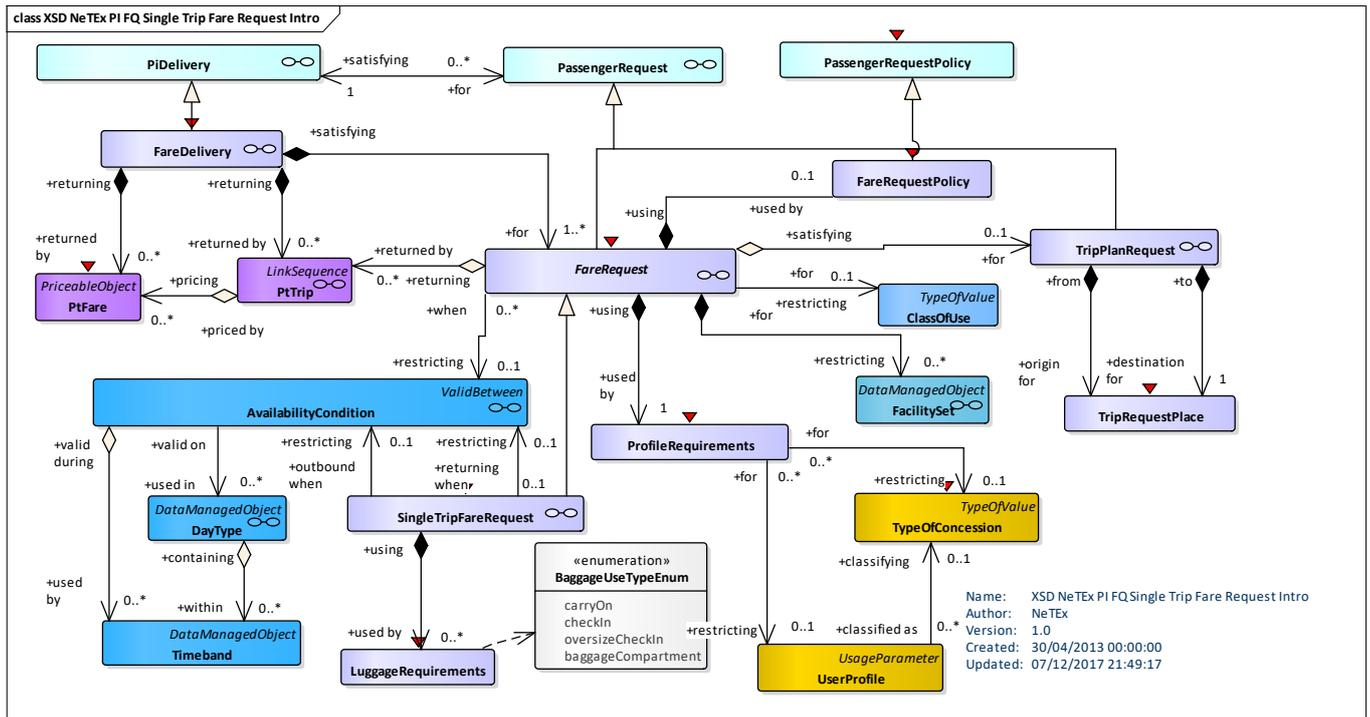 class XSD NeTEx PI FQ Single Trip Fare Request Intro
PiDelivery
+satisfying
0..*
1
+for
PassengerRequest
PassengerRequestPolicy
FareDelivery
+satisfying
+returning
+returning
0..1
FareRequestPolicy
+using
+used by
+returned
by
0..*
+returned by
0..*
+for
1..*
+satisfying
0..1
+for
TripPlanRequest
PriceableObject
PtFare
+pricing
0..*
+priced by
LinkSequence
PtTrip
+returned by
0..*
+returning
FareRequest
+for
0..1
+restricting
TypeOfValue
ClassOfUse
+from
+to
+when
0..*
+using
+for
+restricting
0..1
+restricting
0..*
+origin
for
+destination
for
1
ValidBetween
AvailabilityCondition
+used
by
1
DataManagedObject
FacilitySet
TripRequestPlace
+valid
during
+valid on
+restricting
0..1
+restricting
0..1
ProfileRequirements
+for
0..*
+for
0..*
+used in
0..*
+outbound
when
+returning
when
0..1
+restricting
0..1
DataManagedObject
DayType
SingleTripFareRequest
TypeOfValue
TypeOfConcession
+containing
+using
«enumeration»
BaggageUseTypeEnum
carryOn
checkIn
oversizeCheckIn
baggageCompartment
+classifying
0..1
+used
by
0..*
+within
0..*
+used by
0..*
+restricting
0..1
+classified as
0..*
DataManagedObject
Timeband
LuggageRequirements
UsageParameter
UserProfile
Name: XSD NeTEx PI FQ Single Trip Fare Request Intro
Author: NeTEx
Version: 1.0
Created: 30/04/2013 00:00:00
Updated: 07/12/2017 21:49:17